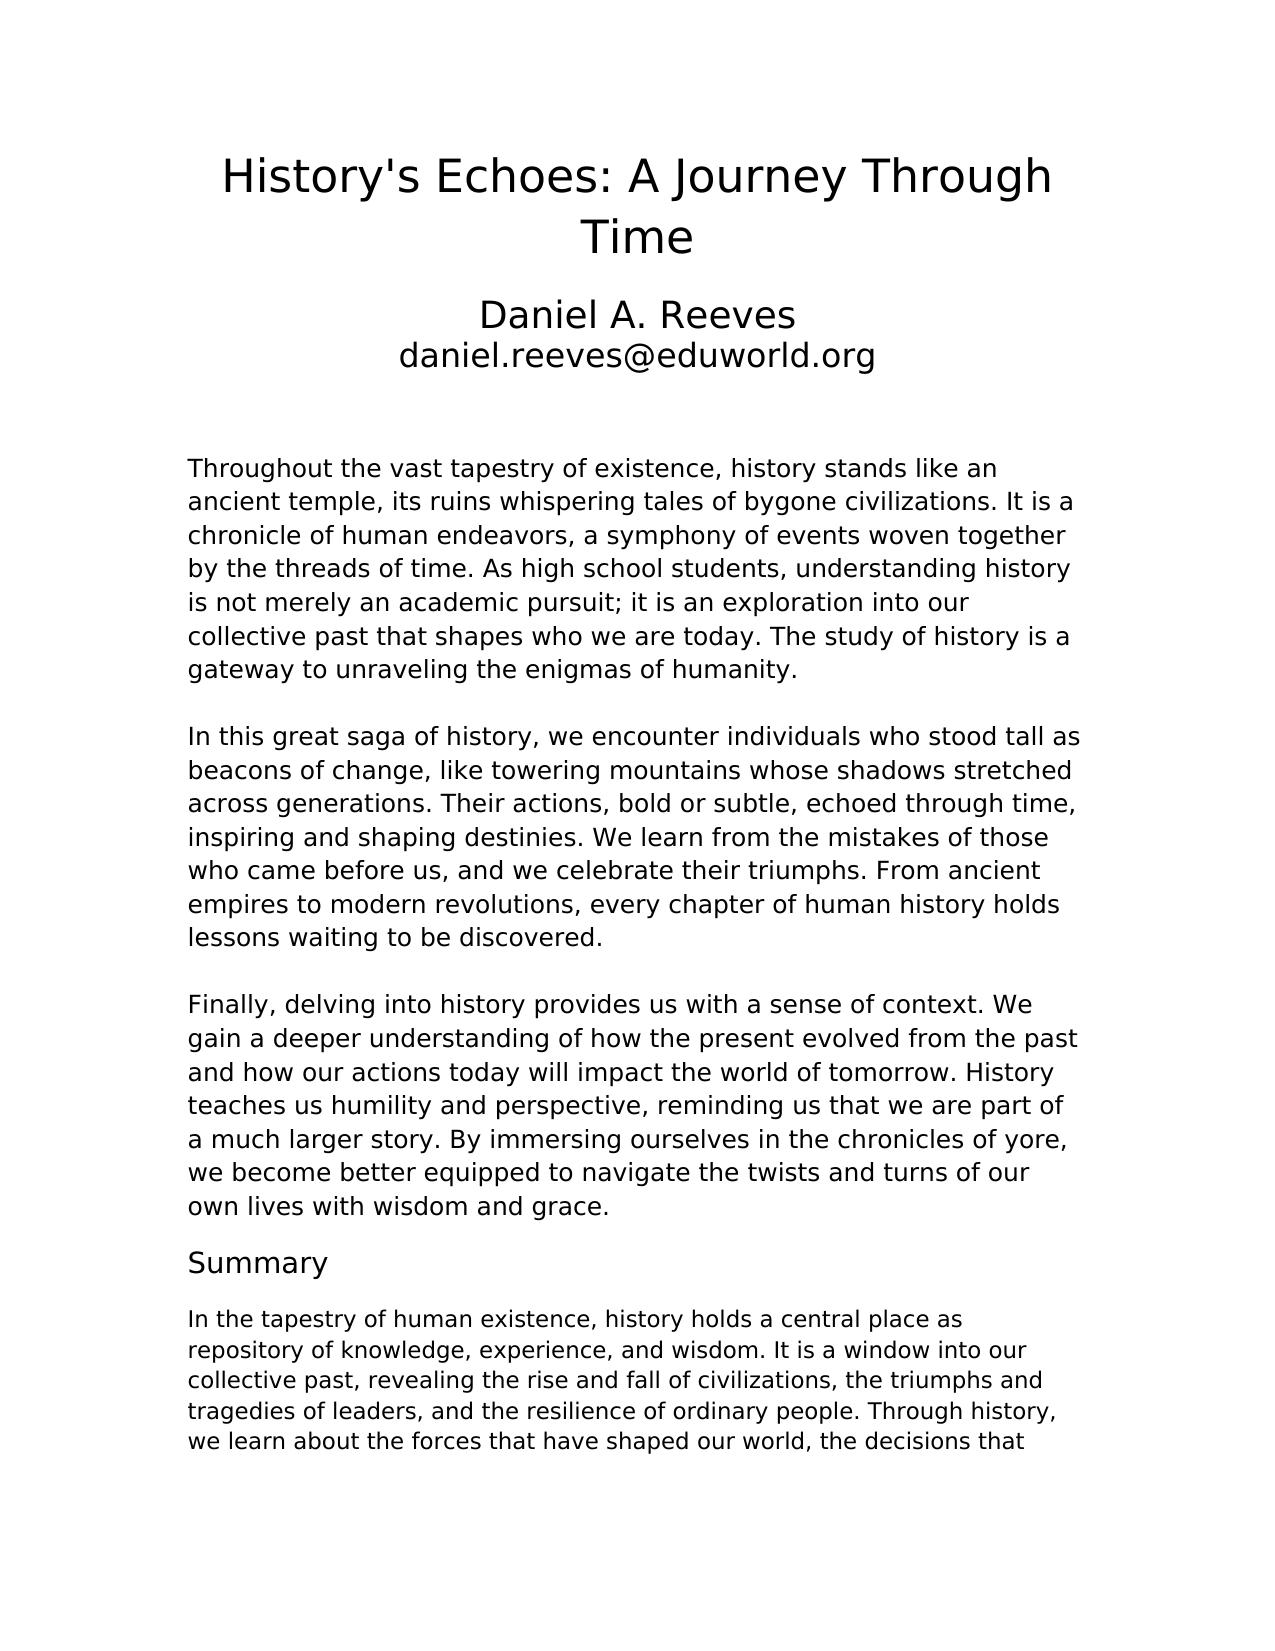 History's Echoes: A Journey Through
Time
Daniel A. Reeves
daniel.reeves@eduworld.org
Throughout the vast tapestry of existence, history stands like an
ancient temple, its ruins whispering tales of bygone civilizations. It is a
chronicle of human endeavors, a symphony of events woven together
by the threads of time. As high school students, understanding history
is not merely an academic pursuit; it is an exploration into our
collective past that shapes who we are today. The study of history is a
gateway to unraveling the enigmas of humanity.
In this great saga of history, we encounter individuals who stood tall as
beacons of change, like towering mountains whose shadows stretched
across generations. Their actions, bold or subtle, echoed through time,
inspiring and shaping destinies. We learn from the mistakes of those
who came before us, and we celebrate their triumphs. From ancient
empires to modern revolutions, every chapter of human history holds
lessons waiting to be discovered.
Finally, delving into history provides us with a sense of context. We
gain a deeper understanding of how the present evolved from the past
and how our actions today will impact the world of tomorrow. History
teaches us humility and perspective, reminding us that we are part of
a much larger story. By immersing ourselves in the chronicles of yore,
we become better equipped to navigate the twists and turns of our
own lives with wisdom and grace.
Summary
In the tapestry of human existence, history holds a central place as
repository of knowledge, experience, and wisdom. It is a window into our
collective past, revealing the rise and fall of civilizations, the triumphs and
tragedies of leaders, and the resilience of ordinary people. Through history,
we learn about the forces that have shaped our world, the decisions that